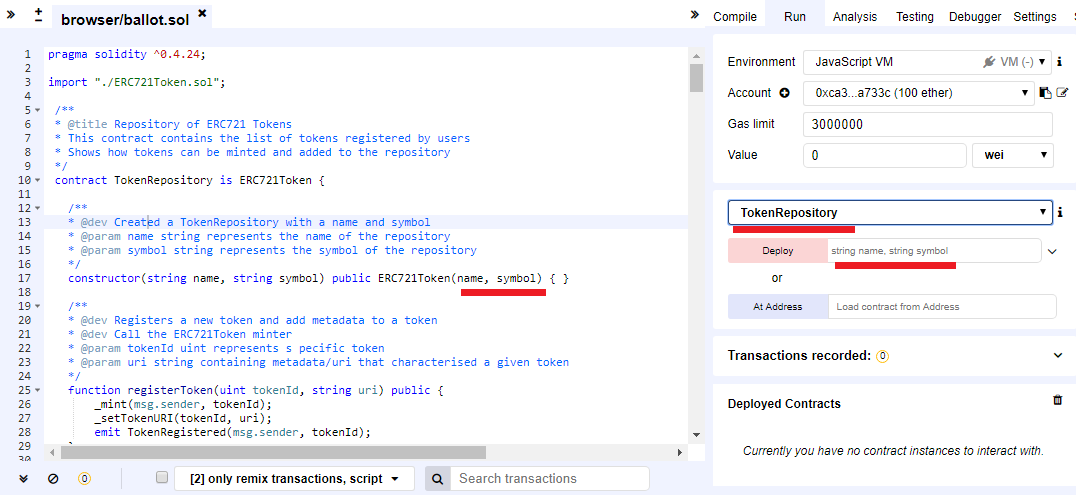 browser/ballot.sol
Compile Run Analysis Testing Debugger Settings
1 pragma solidity ^0.4.24;
2
3 import "./ERC721Token.sol";
4
5 /**
6 * @title Repository of ERC721 Tokens
7 * This contract contains the list of tokens registered by users
8 * Shows how tokens can be minted and added to the repository
9 */
10 contract TokenRepository is ERC721Token {
11
12 /**
13 * @dev Created a TokenRepository with a name and symbol
14 * @param name string represents the name of the repository
15 * @param symbol string represents the symbol of the repository
16 */
17 constructor(string name, string symbol) public ERC721Token(name, symbol) { }
18
19 /**
20 * @dev Registers a new token and add metadata to a token
21 * @dev Call the ERC721Token minter
22 * @param tokenId uint represents s pecific token
23 * @param uri string containing metadata/uri that characterised a given token
24 */
25 function registerToken(uint tokenId, string uri) public {
26 _mint(msg.sender, tokenId);
27 _setTokenURI(tokenId, uri);
28 emit TokenRegistered(msg.sender, tokenId);
29
30
0
[2] only remix transactions, script
Search transactions
Environment JavaScript VM VM (-)
Account 0xca3...a733c (100 ether)
Gas limit 3000000
Value 0 wei
TokenRepository
Deploy string name, string symbol
or
At Address Load contract from Address
Transactions recorded: 0
Deployed Contracts
Currently you have no contract instances to interact with.